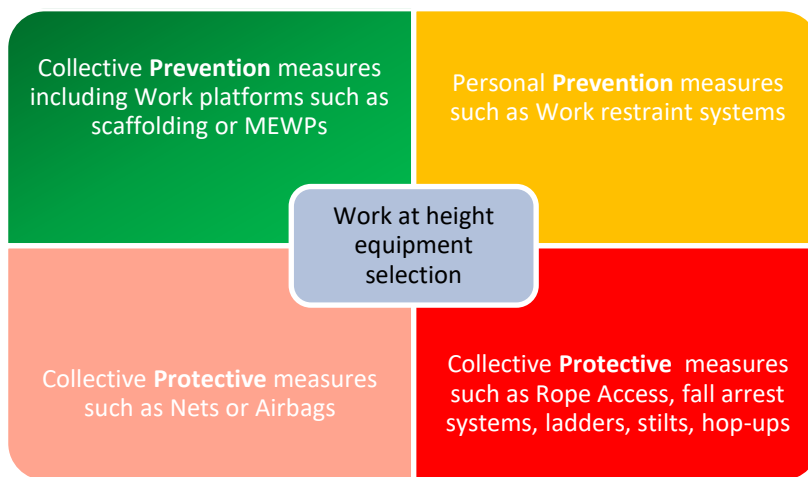 Collective Prevention measures
including Work platforms such as
scaffolding or MEWPs
Personal Prevention measures
such as Work restraint systems
Work at height
equipment
selection
Collective Protective measures
such as Nets or Airbags
Collective Protective measures
such as Rope Access, fall arrest
systems, ladders, stilts, hop-ups